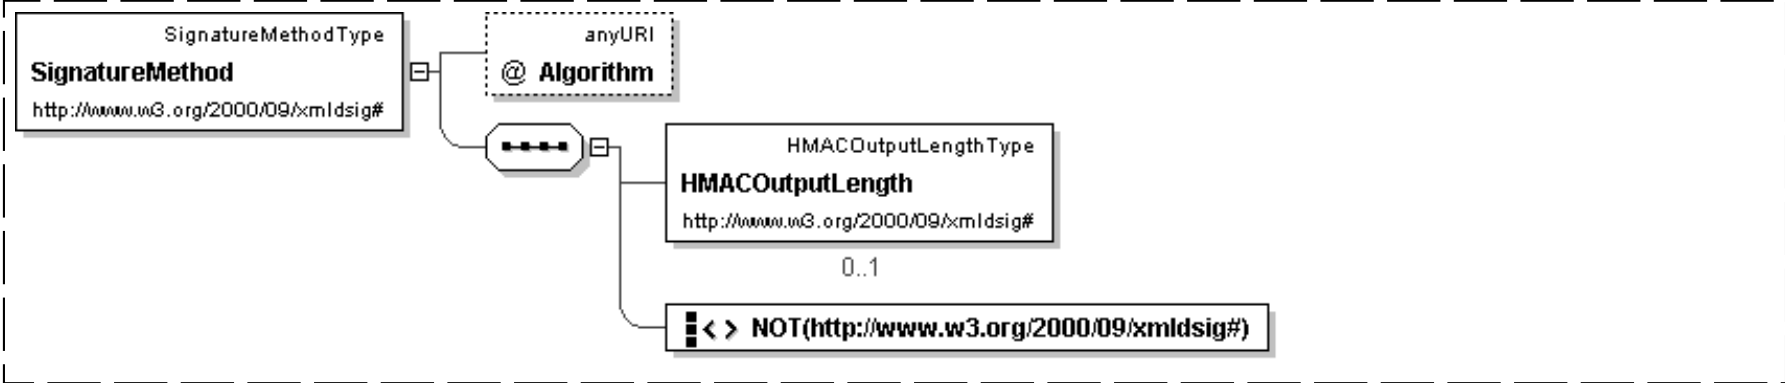 SignatureMethodType
SignatureMethod
http://www.w3.org/2000/09/xmldsig#
anyURI
@ Algorithm
HMACOutputLengthType
HMACOutputLength
http://www.w3.org/2000/09/xmldsig#
0..1
<> NOT(http://www.w3.org/2000/09/xmldsig#)